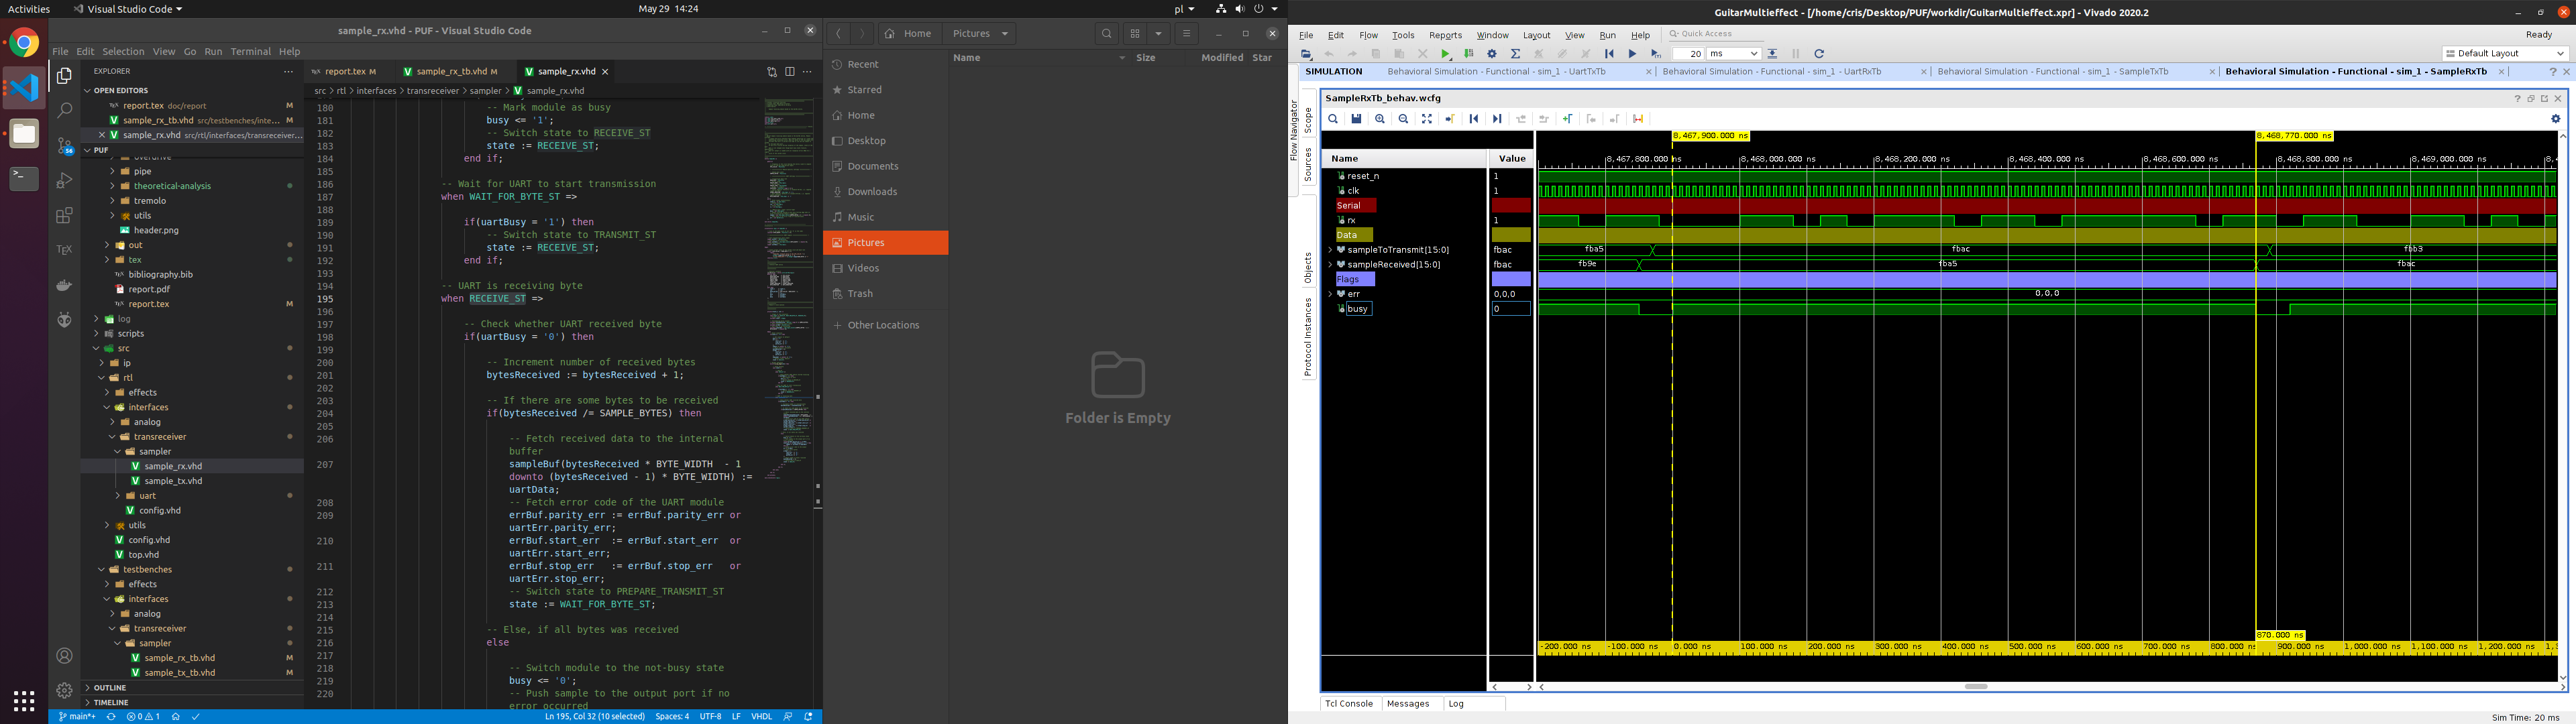 Activities
Visual Studio Code
May 29 14:24
pl
sample_rx.vhd - PUF - Visual Studio Code
File Edit Selection View Go Run Terminal Help
EXPLORER
OPEN EDITORS
report.tex doc/report M
sample_rx_tb.vhd src/testbenches/inte... M
sample_rx.vhd src/rtl/interfaces/transreceiver...
PUF
overdrive
pipe
theoretical-analysis
tremolo
utils
header.png
out
tex
bibliography.bib
report.pdf
report.tex M
log
scripts
src
ip
rtl
effects
interfaces
analog
transreceiver
sampler
sample_rx.vhd
sample_tx.vhd
uart
config.vhd
utils
config.vhd
top.vhd
testbenches
effects
interfaces
analog
transreceiver
sampler
sample_rx_tb.vhd M
sample_tx_tb.vhd M
OUTLINE
TIMELINE
report.tex M
sample_rx_tb.vhd M
sample_rx.vhd
src > rtl > interfaces > transreceiver > sampler > sample_rx.vhd
180 -- Mark module as busy
181 busy <= '1';
182 -- Switch state to RECEIVE_ST
183 state := RECEIVE_ST;
184 end if;
185
186 -- Wait for UART to start transmission
187 when WAIT_FOR_BYTE_ST =>
188
189 if(uartBusy = '1') then
190 -- Switch state to TRANSMIT_ST
191 state := RECEIVE_ST;
192 end if;
193
194 -- UART is receiving byte
195 when RECEIVE_ST =>
196
197 -- Check whether UART received byte
198 if(uartBusy = '0') then
199
200 -- Increment number of received bytes
201 bytesReceived := bytesReceived + 1;
202
203 -- If there are some bytes to be received
204 if(bytesReceived /= SAMPLE_BYTES) then
205
206 -- Fetch received data to the internal
buffer
207 sampleBuf(bytesReceived * BYTE_WIDTH - 1
downto (bytesReceived - 1) * BYTE_WIDTH) :=
uartData;
208 -- Fetch error code of the UART module
209 errBuf.parity_err := errBuf.parity_err or
uartErr.parity_err;
210 errBuf.start_err := errBuf.start_err or
uartErr.start_err;
211 errBuf.stop_err := errBuf.stop_err or
uartErr.stop_err;
212 -- Switch state to PREPARE_TRANSMIT_ST
213 state := WAIT_FOR_BYTE_ST;
214
215 -- Else, if all bytes was received
216 else
217
218 -- Switch module to the not-busy state
219 busy <= '0';
220 -- Push sample to the output port if no
error occurred
main*+ 0 1 Ln 195, Col 32 (10 selected) Spaces: 4 UTF-8 LF VHDL
Home Pictures
Name Size Modified Star
Recent
Starred
Home
Desktop
Documents
Downloads
Music
Pictures
Videos
Trash
+ Other Locations
Folder is Empty
GuitarMultieffect - [/home/cris/Desktop/PUF/workdir/GuitarMultieffect.xpr] - Vivado 2020.2
File Edit Flow Tools Reports Window Layout View Run Help Quick Access
Ready
20 ms
Default Layout
SIMULATION Behavioral Simulation - Functional - sim_1 - UartTxTb Behavioral Simulation - Functional - sim_1 - UartRxTb Behavioral Simulation - Functional - sim_1 - SampleTxTb Behavioral Simulation - Functional - sim_1 - SampleRxTb
Flow Navigator
Scope
Sources
Objects
Protocol Instances
SampleRxTb_behav.wcfg
8,467,900.000 ns 8,468,770.000 ns
Name Value
8,467,800.000 ns 8,468,000.000 ns 8,468,200.000 ns 8,468,400.000 ns 8,468,600.000 ns 8,468,800.000 ns 8,469,000.000 ns
reset_n 1
clk 1
Serial
rx 1
Data
sampleToTransmit[15:0] fbac fba5 fbac fbb3
sampleReceived[15:0] fbac fb9e fba5 fbac
Flags
err 0,0,0 0,0,0
busy 0
870.000 ns
-200.000 ns -100.000 ns 0.000 ns 100.000 ns 200.000 ns 300.000 ns 400.000 ns 500.000 ns 600.000 ns 700.000 ns 800.000 ns 900.000 ns 1,000.000 ns 1,100.000 ns 1,200.000 ns
Tcl Console Messages Log
Sim Time: 20 ms